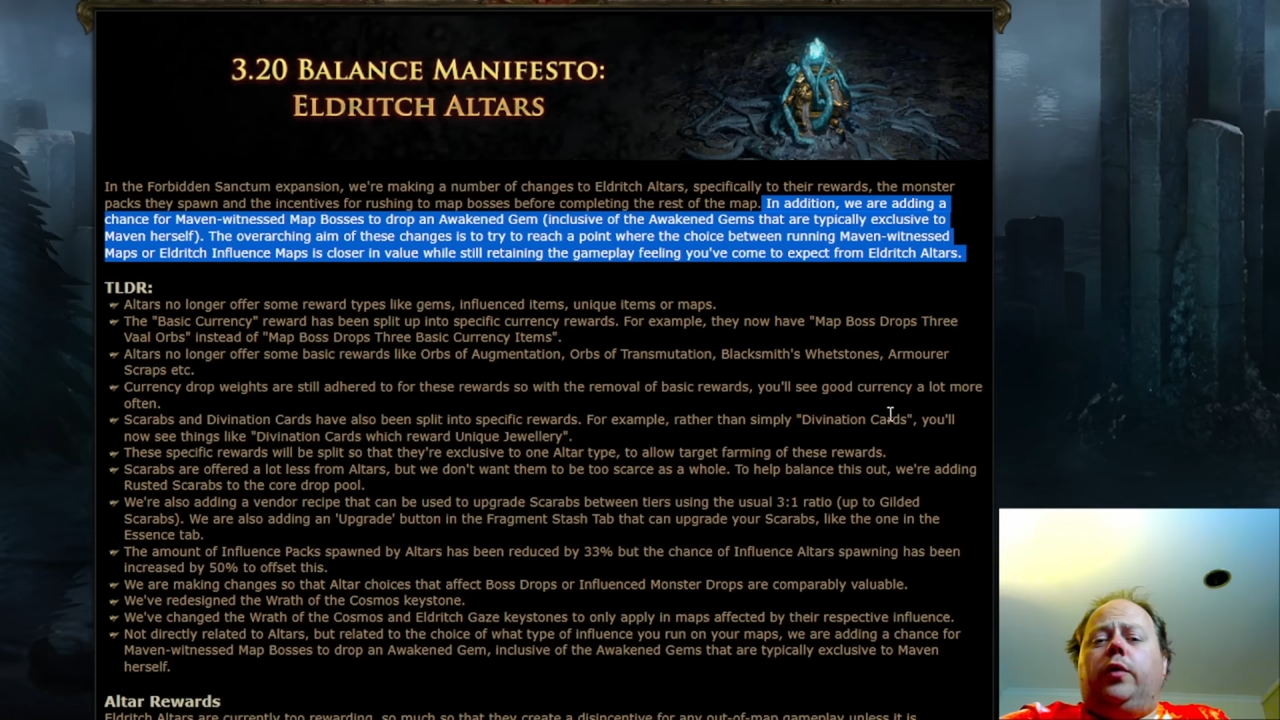 3.20 Balance Manifesto:
Eldritch Altars
In the Forbidden Sanctum expansion, we're making a number of changes to Eldritch Altars, specifically to their rewards, the monster
packs they spawn and the incentives for rushing to map bosses before completing the rest of the map. In addition, we are adding a
chance for Maven-witnessed Map Bosses to drop an Awakened Gem (inclusive of the Awakened Gems that are typically exclusive to
Maven herself). The overarching aim of these changes is to try to reach a point where the choice between running Maven-witnessed
Maps or Eldritch Influence Maps is closer in value while still retaining the gameplay feeling you've come to expect from Eldritch Altars.
TLDR:
Altars no longer offer some reward types like gems, influenced items, unique items or maps.
The "Basic Currency" reward has been split up into specific currency rewards. For example, they now have "Map Boss Drops Three
Vaal Orbs" instead of "Map Boss Drops Three Basic Currency Items".
Altars no longer offer some basic rewards like Orbs of Augmentation, Orbs of Transmutation, Blacksmith's Whetstones, Armourer
Scraps etc.
Currency drop weights are still adhered to for these rewards so with the removal of basic rewards, you'll see good currency a lot more
often.
Scarabs and Divination Cards have also been split into specific rewards. For example, rather than simply "Divination Cards", you'll
now see things like "Divination Cards which reward Unique Jewellery".
These specific rewards will be split so that they're exclusive to one Altar type, to allow target farming of these rewards.
Scarabs are offered a lot less from Altars, but we don't want them to be too scarce as a whole. To help balance this out, we're adding
Rusted Scarabs to the core drop pool.
We're also adding a vendor recipe that can be used to upgrade Scarabs between tiers using the usual 3:1 ratio (up to Gilded
Scarabs). We are also adding an 'Upgrade' button in the Fragment Stash Tab that can upgrade your Scarabs, like the one in the
Essence tab.
The amount of Influence Packs spawned by Altars has been reduced by 33% but the chance of Influence Altars spawning has been
increased by 50% to offset this.
We are making changes so that Altar choices that affect Boss Drops or Influenced Monster Drops are comparably valuable.
We've redesigned the Wrath of the Cosmos keystone.
We've changed the Wrath of the Cosmos and Eldritch Gaze keystones to only apply in maps affected by their respective influence.
Not directly related to Altars, but related to the choice of what type of influence you run on your maps, we are adding a chance for
Maven-witnessed Map Bosses to drop an Awakened Gem, inclusive of the Awakened Gems that are typically exclusive to Maven
herself.
Altar Rewards
Eldritch Altars are currently too rewarding, so much so that they create a disincentive for any out-of-map gameplay unless it is